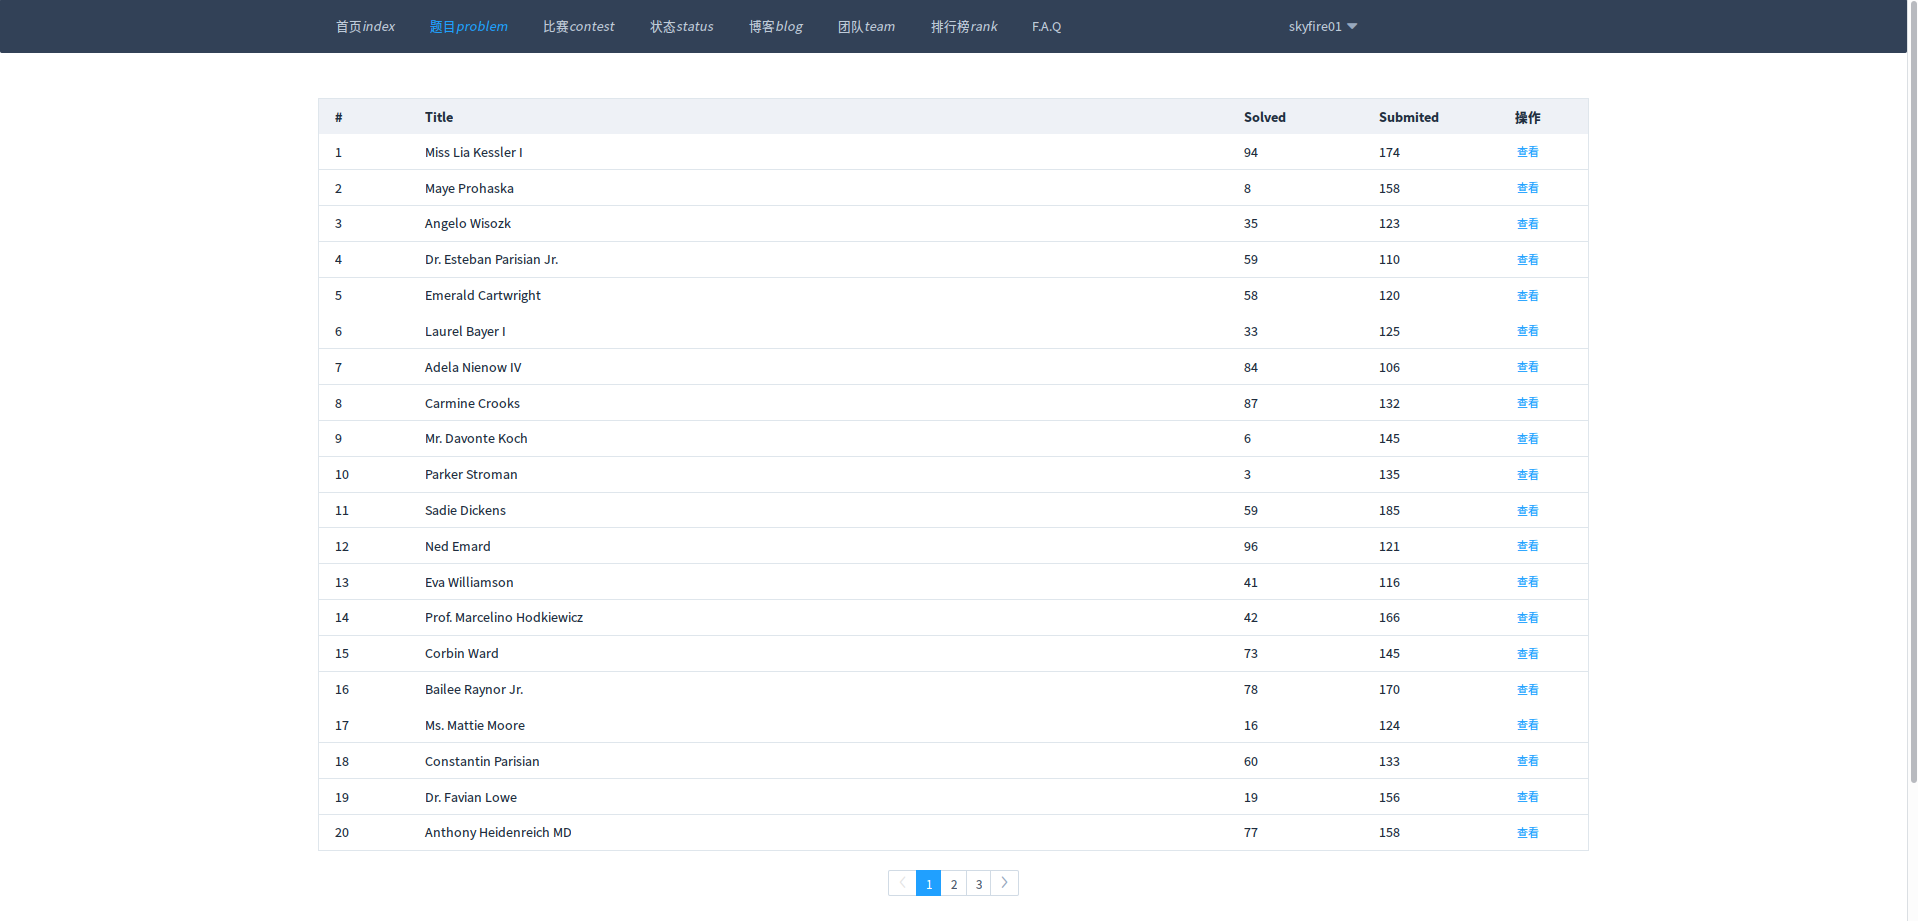 首页index 题目problem 比赛contest 状态status 博客blog 团队team 排行榜rank F.A.Q skyfire01
# Title Solved Submited 操作
1 Miss Lia Kessler I 94 174 查看
2 Maye Prohaska 8 158 查看
3 Angelo Wisozk 35 123 查看
4 Dr. Esteban Parisian Jr. 59 110 查看
5 Emerald Cartwright 58 120 查看
6 Laurel Bayer I 33 125 查看
7 Adela Nienow IV 84 106 查看
8 Carmine Crooks 87 132 查看
9 Mr. Davonte Koch 6 145 查看
10 Parker Stroman 3 135 查看
11 Sadie Dickens 59 185 查看
12 Ned Emard 96 121 查看
13 Eva Williamson 41 116 查看
14 Prof. Marcelino Hodkiewicz 42 166 查看
15 Corbin Ward 73 145 查看
16 Bailee Raynor Jr. 78 170 查看
17 Ms. Mattie Moore 16 124 查看
18 Constantin Parisian 60 133 查看
19 Dr. Favian Lowe 19 156 查看
20 Anthony Heidenreich MD 77 158 查看
1 2 3